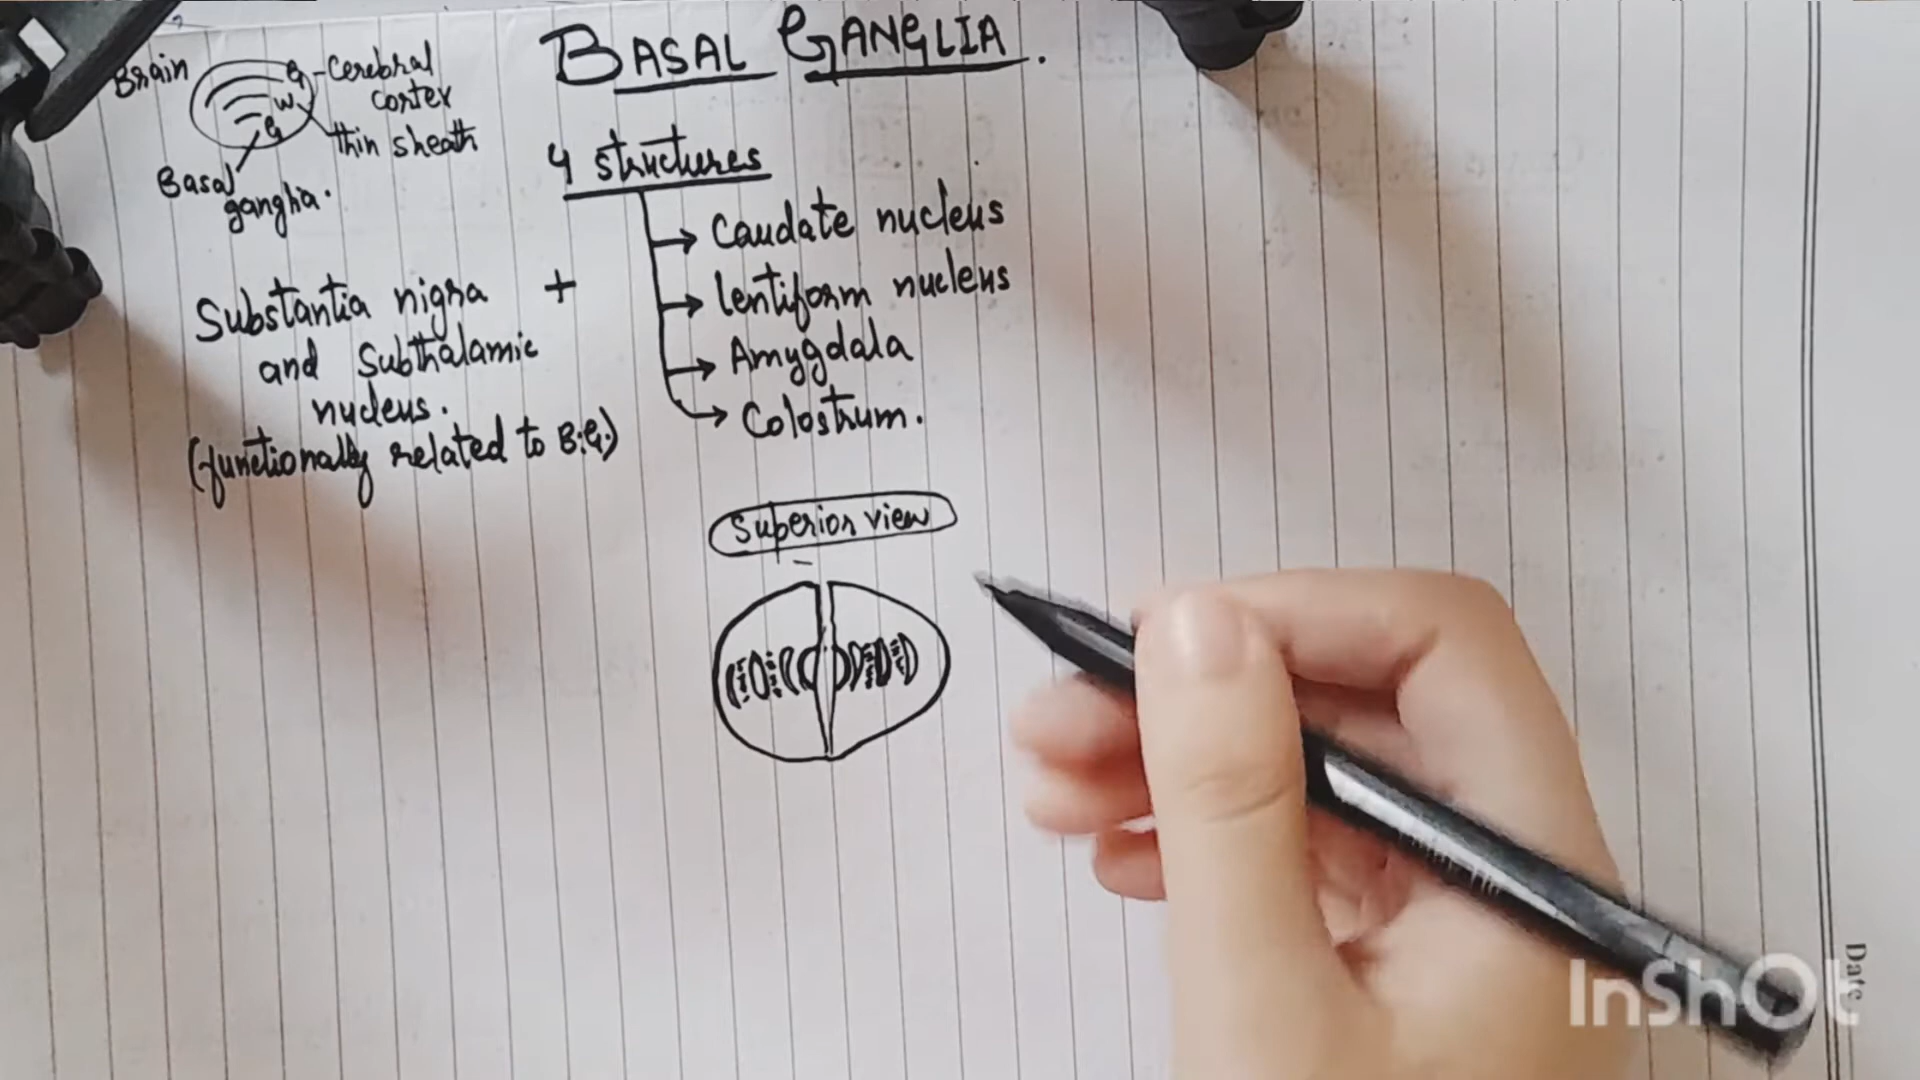 BASAL GANGLIA.
Brain
G - Cerebral
cortex
W
thin sheath
G
Basal
ganglia.
4 structures
Caudate nucleus
lentiform nucleus
Amygdala
Colostrum.
Substantia nigra +
and Subthalamic
nucleus.
(functionally related to B.G.)
Superior view
Date
InShOt